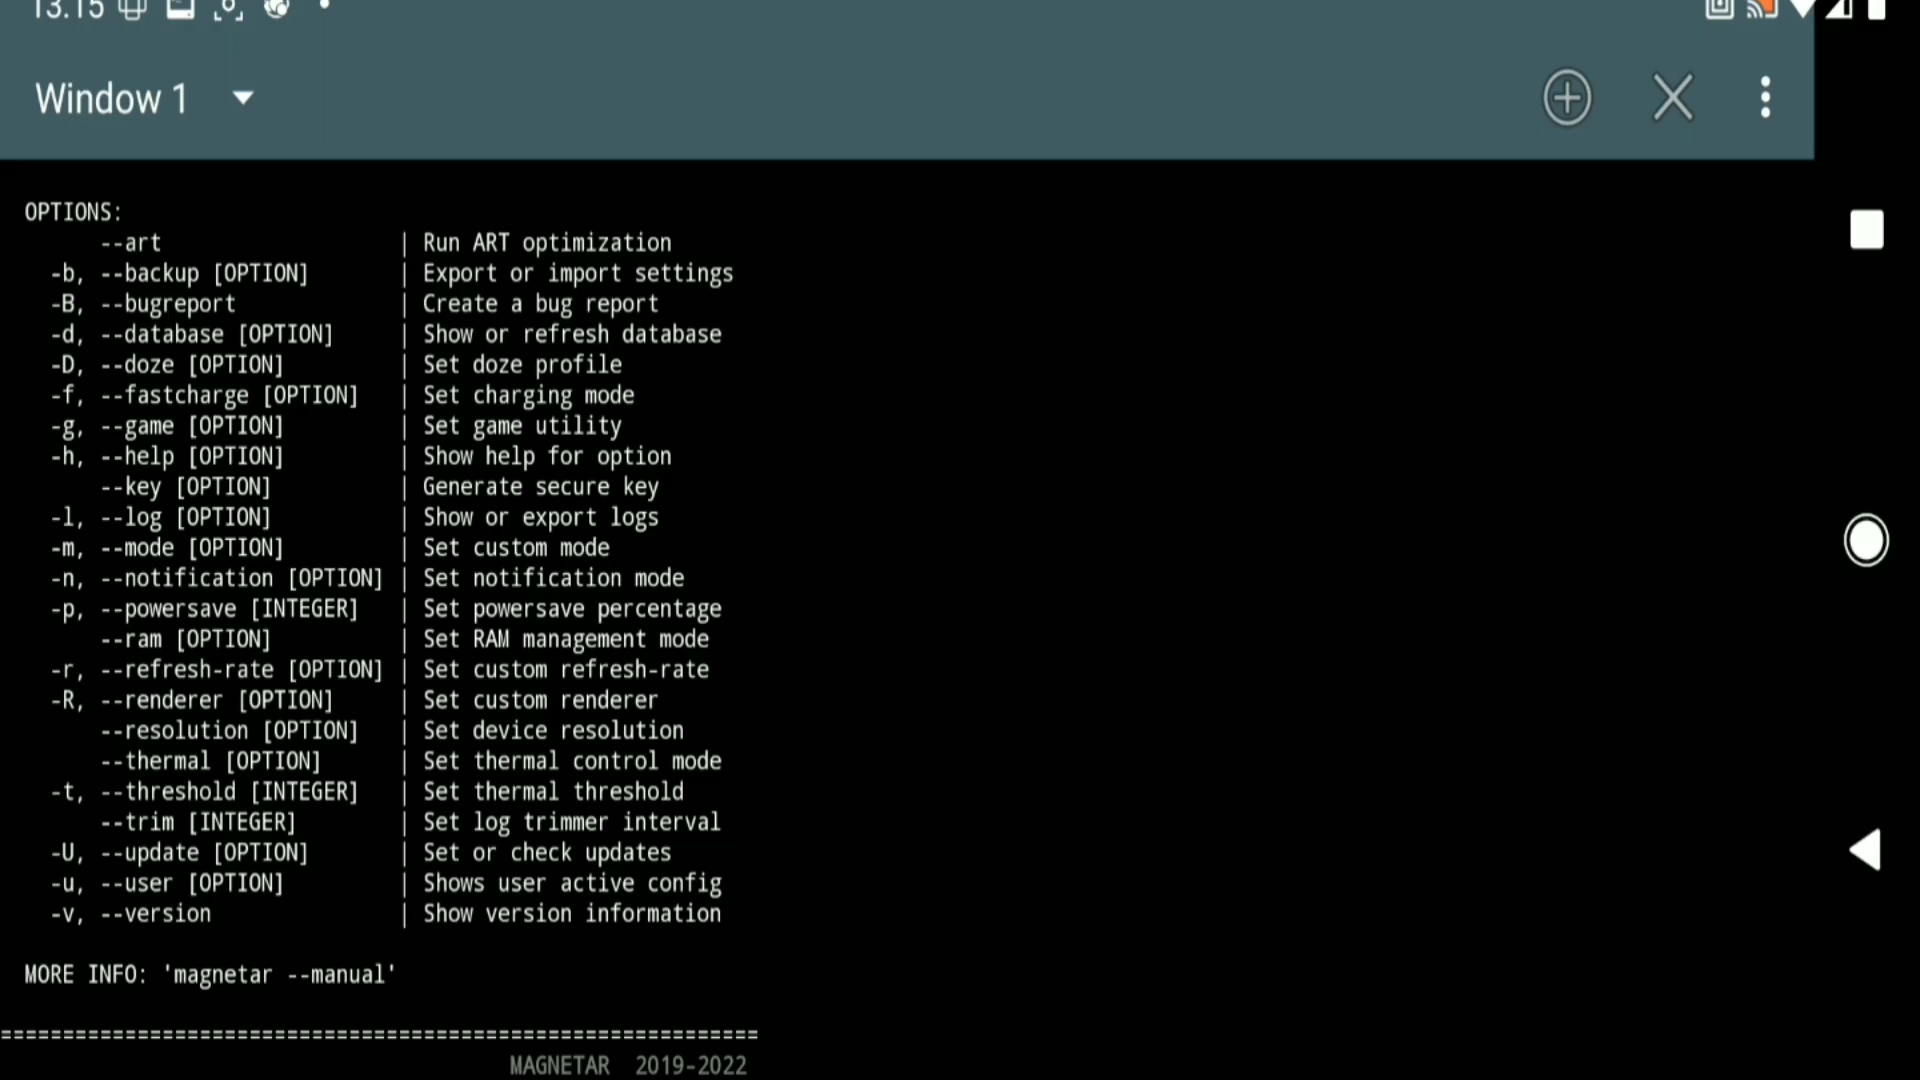 13.15
Window 1
OPTIONS:
--art | Run ART optimization
-b, --backup [OPTION] | Export or import settings
-B, --bugreport | Create a bug report
-d, --database [OPTION] | Show or refresh database
-D, --doze [OPTION] | Set doze profile
-f, --fastcharge [OPTION] | Set charging mode
-g, --game [OPTION] | Set game utility
-h, --help [OPTION] | Show help for option
--key [OPTION] | Generate secure key
-l, --log [OPTION] | Show or export logs
-m, --mode [OPTION] | Set custom mode
-n, --notification [OPTION] | Set notification mode
-p, --powersave [INTEGER] | Set powersave percentage
--ram [OPTION] | Set RAM management mode
-r, --refresh-rate [OPTION] | Set custom refresh-rate
-R, --renderer [OPTION] | Set custom renderer
--resolution [OPTION] | Set device resolution
--thermal [OPTION] | Set thermal control mode
-t, --threshold [INTEGER] | Set thermal threshold
--trim [INTEGER] | Set log trimmer interval
-U, --update [OPTION] | Set or check updates
-u, --user [OPTION] | Shows user active config
-v, --version | Show version information
MORE INFO: 'magnetar --manual'
=============================================================
MAGNETAR 2019-2022